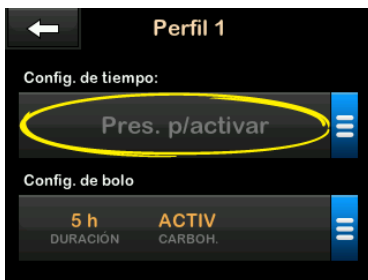 Perfil 1
Config. de tiempo:
Pres. p/activar
Config. de bolo
5 h ACTIV
DURACIÓN CARBOH.